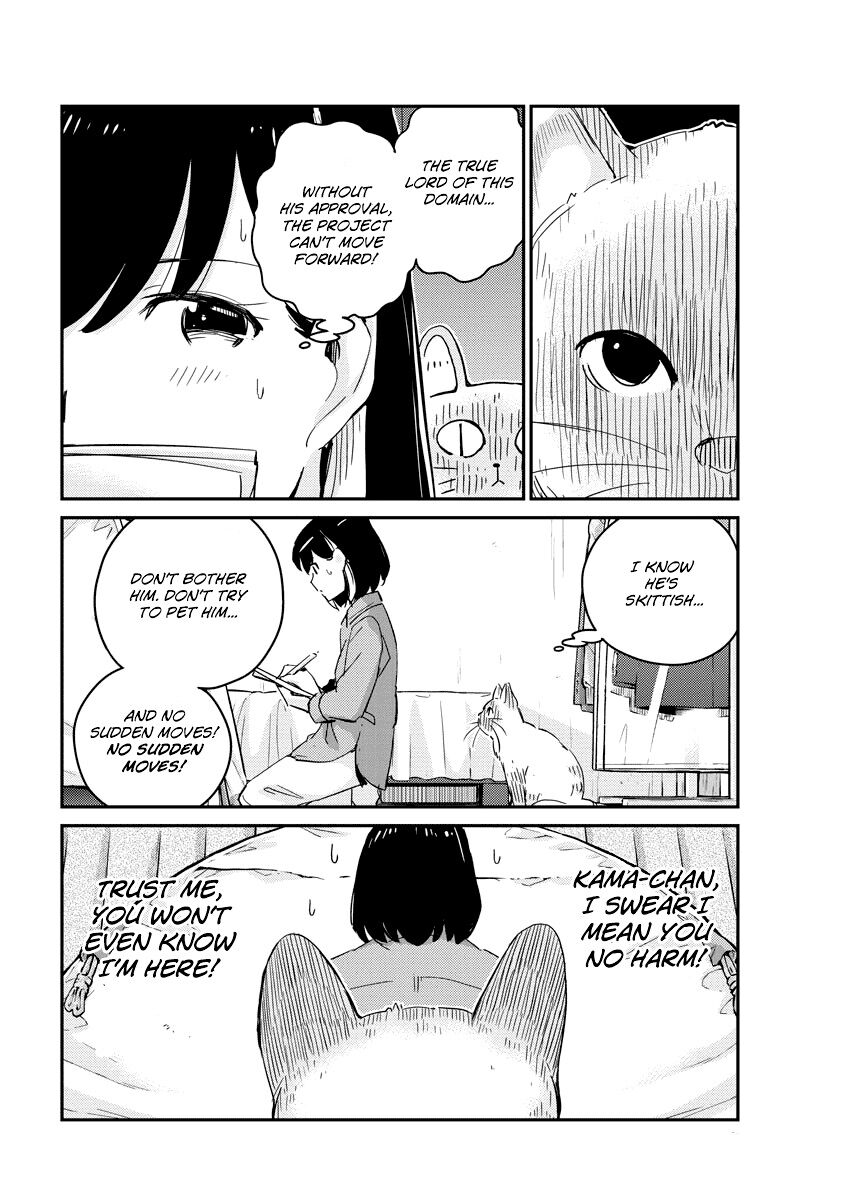 THE TRUE
LORD OF THIS
DOMAIN...
WITHOUT
HIS APPROVAL,
THE PROJECT
CAN'T MOVE
FORWARD!
I KNOW
HE'S
SKITTISH...
DON'T BOTHER
HIM. DON'T TRY
TO PET HIM...
AND NO
SUDDEN MOVES!
NO SUDDEN
MOVES!
KAMA-CHAN,
I SWEAR I
MEAN YOU
NO HARM!
TRUST ME,
YOU WON'T
EVEN KNOW
I'M HERE!